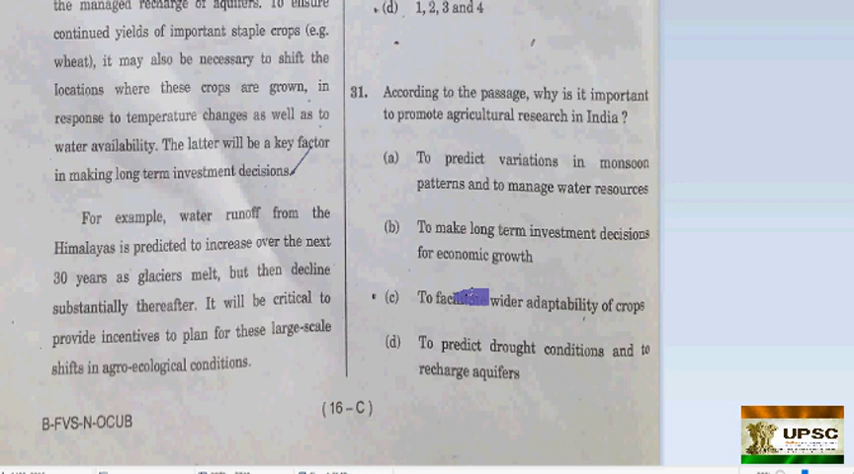 the managed recharge of aquifers. To ensure
continued yields of important staple crops (e.g.
wheat), it may also be necessary to shift the
locations where these crops are grown, in
response to temperature changes as well as to
water availability. The latter will be a key factor
in making long term investment decisions.
For example, water runoff from the
Himalayas is predicted to increase over the next
30 years as glaciers melt, but then decline
substantially thereafter. It will be critical to
provide incentives to plan for these large-scale
shifts in agro-ecological conditions.
B-FVS-N-OCUB
( 16 – C )
(d) 1, 2, 3 and 4
31. According to the passage, why is it important
to promote agricultural research in India ?
(a) To predict variations in monsoon
patterns and to manage water resources
(b) To make long term investment decisions
for economic growth
(c) To wider adaptability of crops
(d) To predict drought conditions and to
recharge aquifers
UPSC